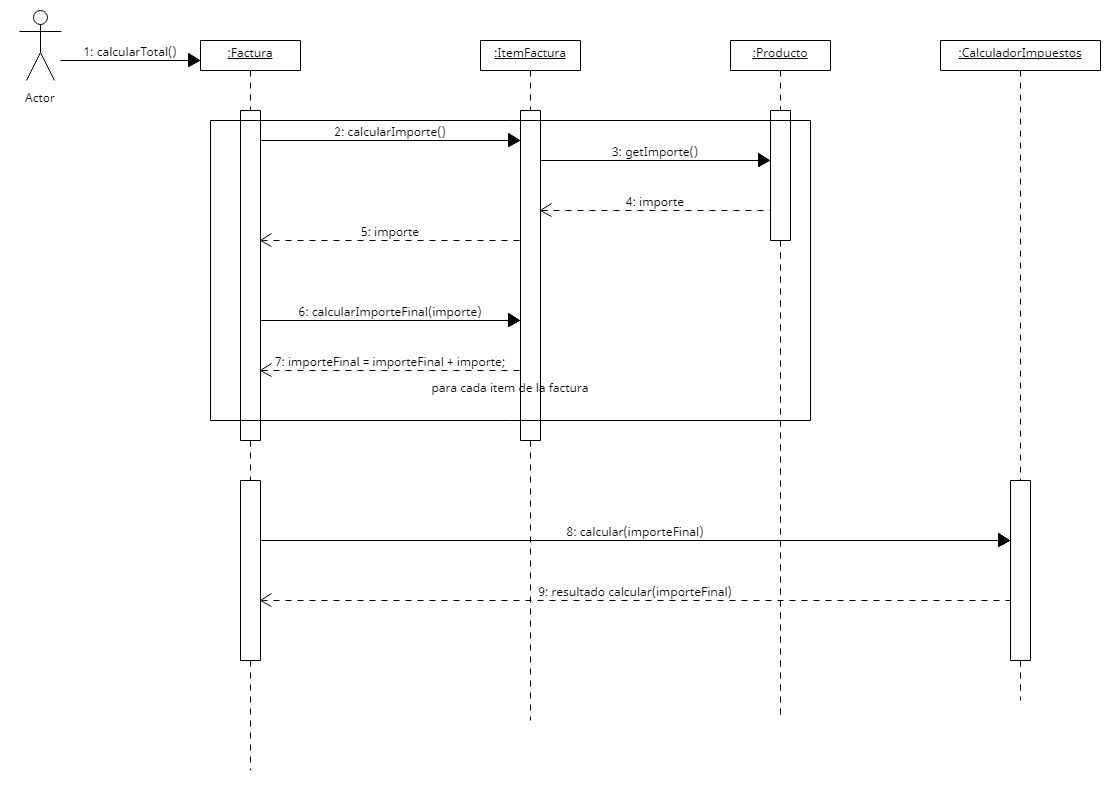 1: calcularTotal()
:Factura
:ItemFactura
:Producto
:CalculadorImpuestos
Actor
2: calcularImporte()
3: getImporte()
4: importe
5: importe
6: calcularImporteFinal(importe)
7: importeFinal = importeFinal + importe;
para cada item de la factura
8: calcular(importeFinal)
9: resultado calcular(importeFinal)